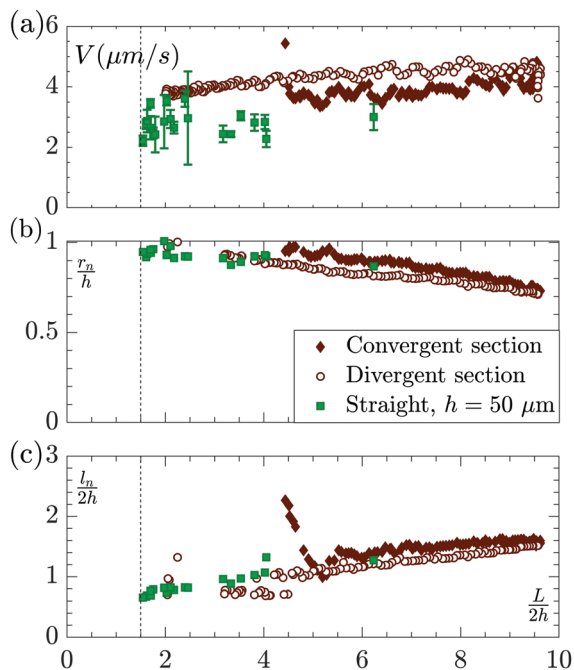 (a)
6
V(μm/s)
4
2
0
(b)
1
r_n/h
0.5
0
Convergent section
Divergent section
Straight, h = 50 μm
(c)
3
l_n/2h
2
1
0
L/2h
0 2 4 6 8 10